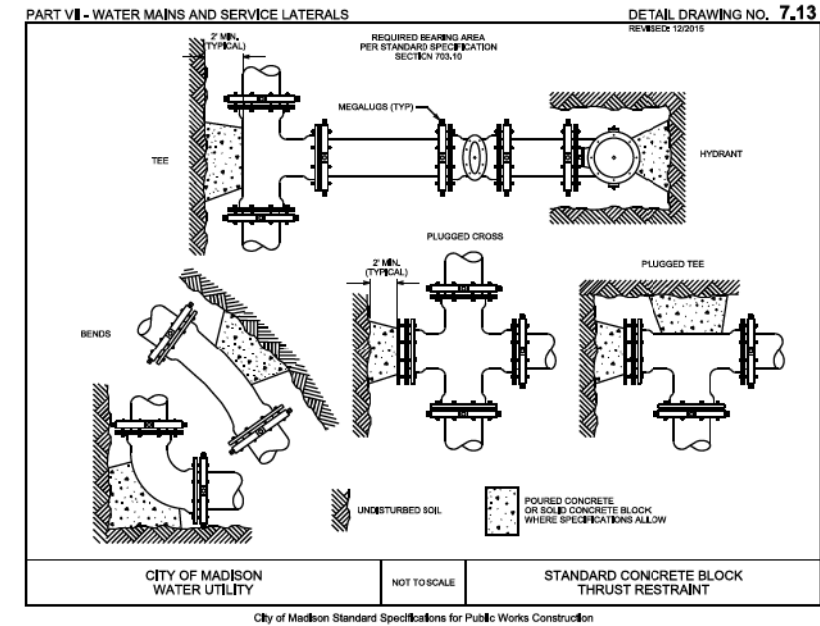 PART VII - WATER MAINS AND SERVICE LATERALS
DETAIL DRAWING NO. 7.13
REVISED: 12/2015
2' MIN.
(TYPICAL)
REQUIRED BEARING AREA
PER STANDARD SPECIFICATION
SECTION 703.10
MEGALUGS (TYP)
TEE
HYDRANT
PLUGGED CROSS
2' MIN.
(TYPICAL)
PLUGGED TEE
BENDS
UNDISTURBED SOIL
POURED CONCRETE
OR SOLID CONCRETE BLOCK
WHERE SPECIFICATIONS ALLOW
CITY OF MADISON
WATER UTILITY
NOT TO SCALE
STANDARD CONCRETE BLOCK
THRUST RESTRAINT
City of Madison Standard Specifications for Public Works Construction